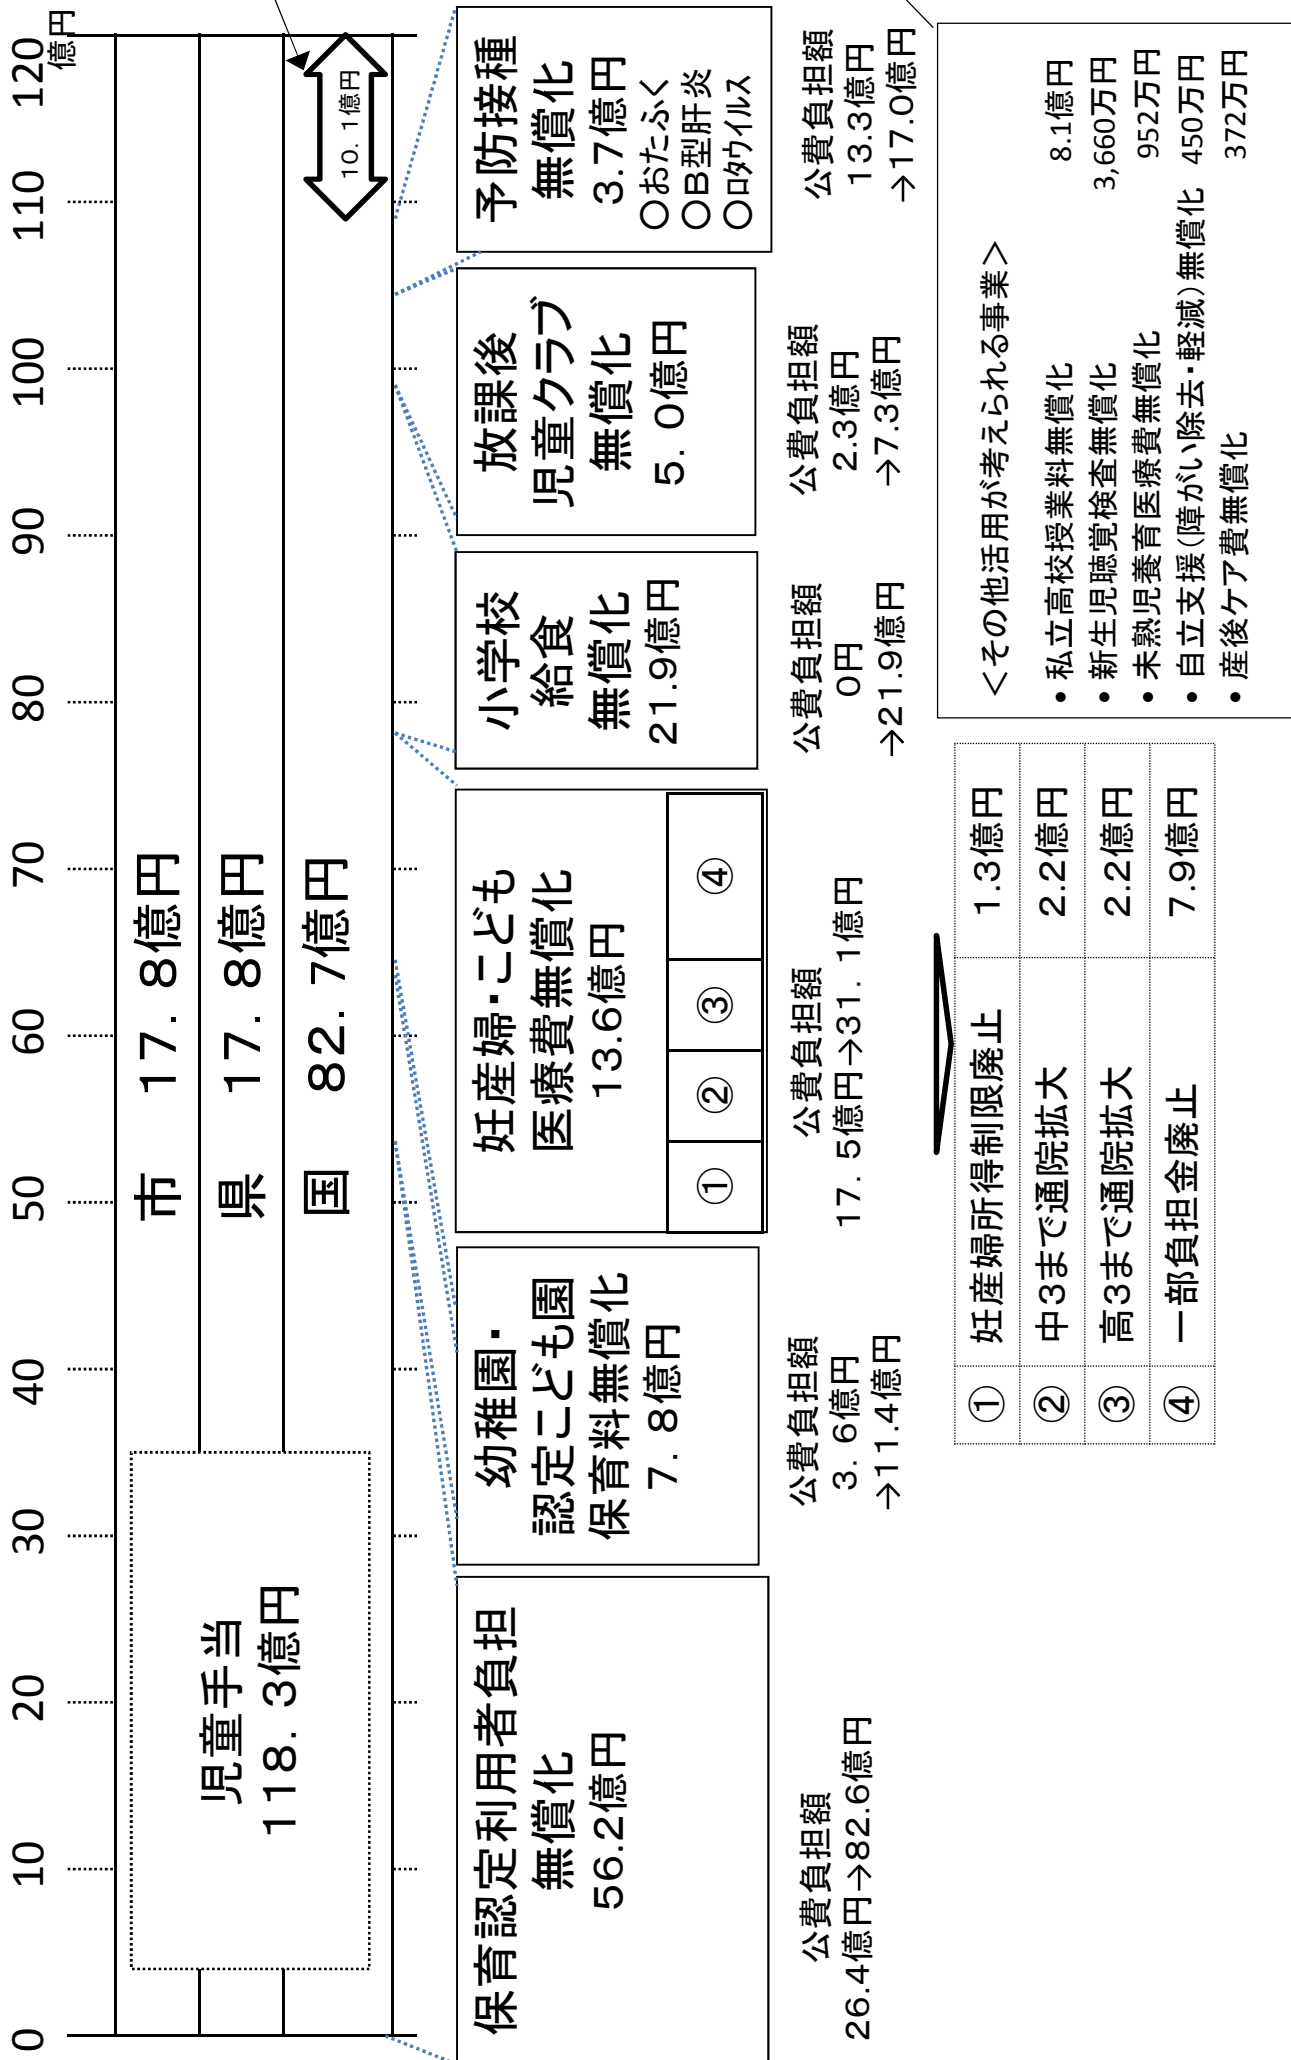 0 10 20 30 40 50 60 70 80 90 100 110 120
億円
児童手当
118.3億円
市 17.8億円
県 17.8億円
国 82.7億円
10.1億円
保育認定利用者負担
無償化
56.2億円
公費負担額
26.4億円→82.6億円
幼稚園・
認定こども園
保育料無償化
7.8億円
公費負担額
3.6億円
→11.4億円
妊産婦・こども
医療費無償化
13.6億円
① ② ③ ④
公費負担額
17.5億円→31.1億円
小学校
給食
無償化
21.9億円
公費負担額
0円
→21.9億円
放課後
児童クラブ
無償化
5.0億円
公費負担額
2.3億円
→7.3億円
予防接種
無償化
3.7億円
○おたふく
○B型肝炎
○ロタウイルス
公費負担額
13.3億円
→17.0億円
① 妊産婦所得制限廃止 1.3億円
② 中3まで通院拡大 2.2億円
③ 高3まで通院拡大 2.2億円
④ 一部負担金廃止 7.9億円
＜その他活用が考えられる事業＞
• 私立高校授業料無償化 8.1億円
• 新生児聴覚検査無償化 3,660万円
• 未熟児養育医療費無償化 952万円
• 自立支援(障がい除去・軽減)無償化 450万円
• 産後ケア費無償化 372万円